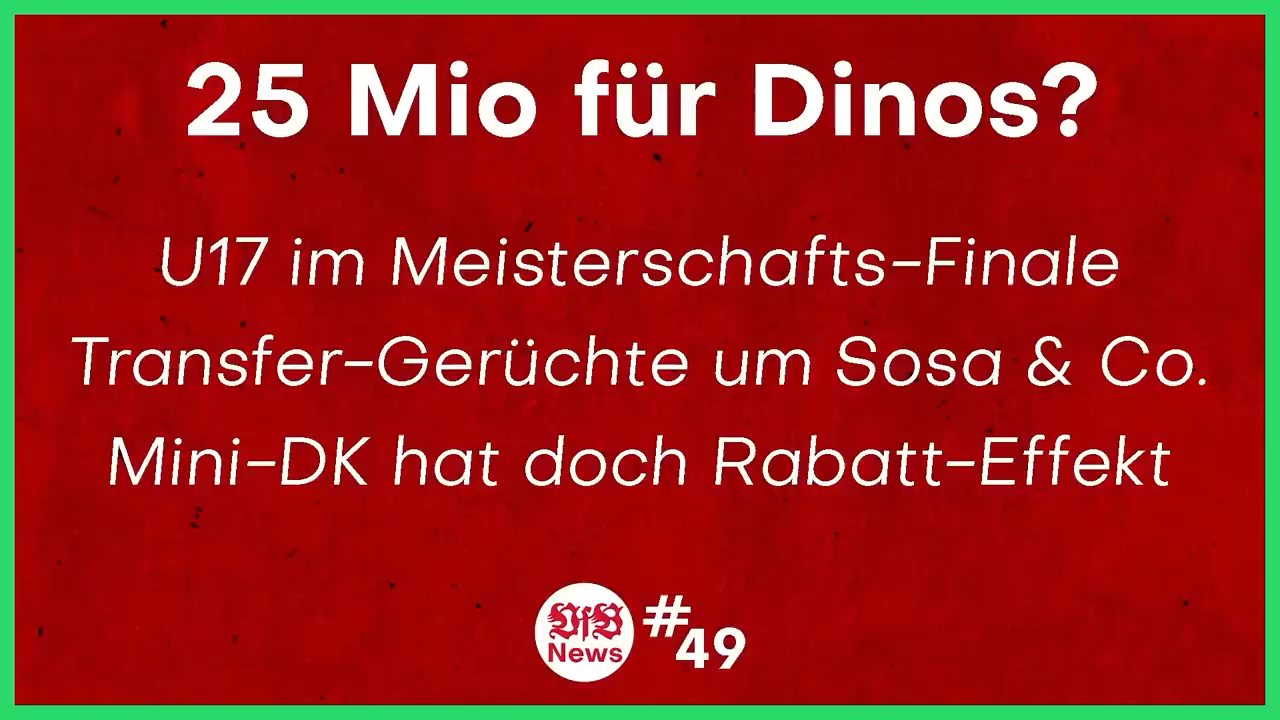 25 Mio für Dinos?
U17 im Meisterschafts-Finale
Transfer-Gerüchte um Sosa & Co.
Mini-DK hat doch Rabatt-Effekt
VfB
News
#49